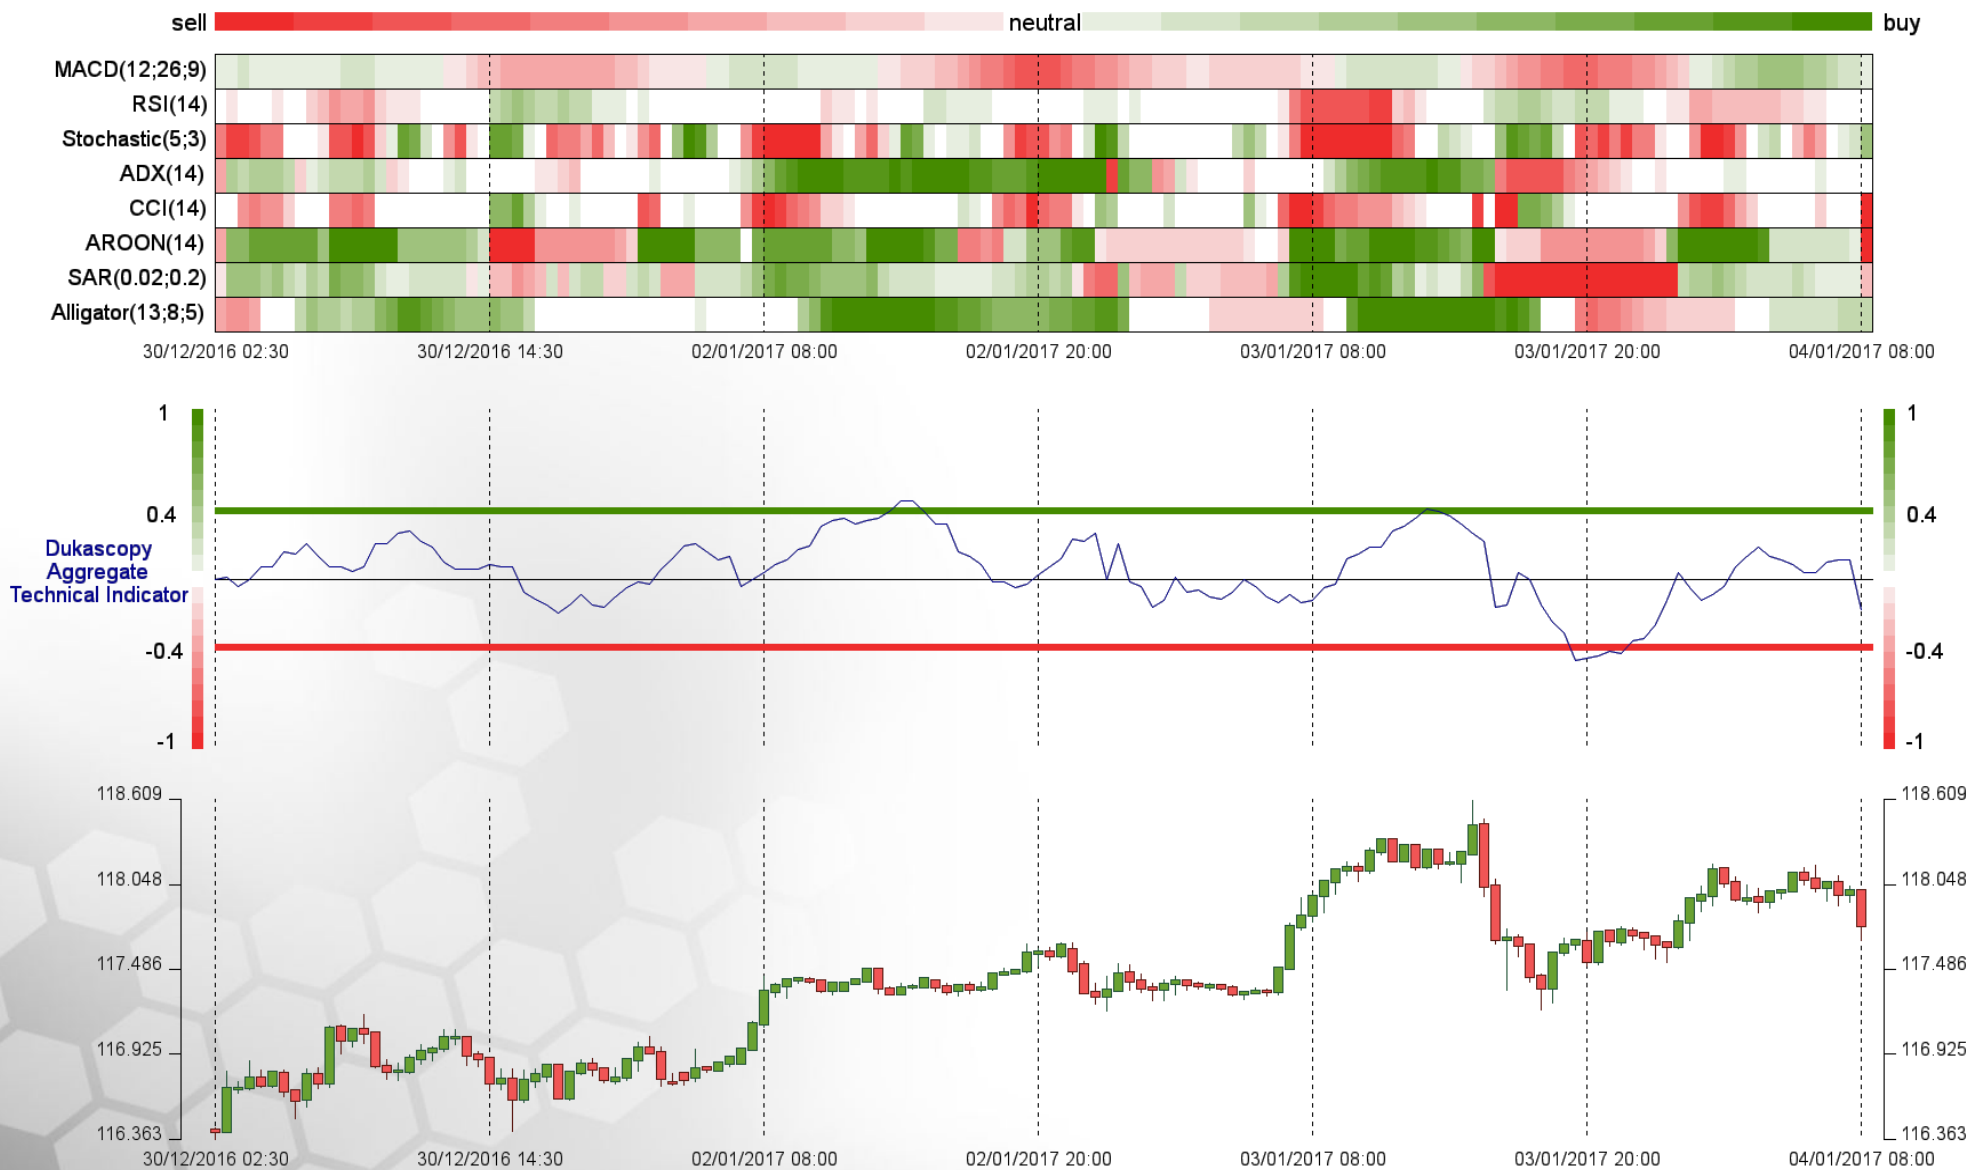 sell neutral buy
MACD(12;26;9)
RSI(14)
Stochastic(5;3)
ADX(14)
CCI(14)
AROON(14)
SAR(0.02;0.2)
Alligator(13;8;5)
30/12/2016 02:30 30/12/2016 14:30 02/01/2017 08:00 02/01/2017 20:00 03/01/2017 08:00 03/01/2017 20:00 04/01/2017 08:00
1 1
0.4 0.4
Dukascopy
Aggregate
Technical Indicator
-0.4 -0.4
-1 -1
118.609 118.609
118.048 118.048
117.486 117.486
116.925 116.925
116.363 116.363
30/12/2016 02:30 30/12/2016 14:30 02/01/2017 08:00 02/01/2017 20:00 03/01/2017 08:00 03/01/2017 20:00 04/01/2017 08:00